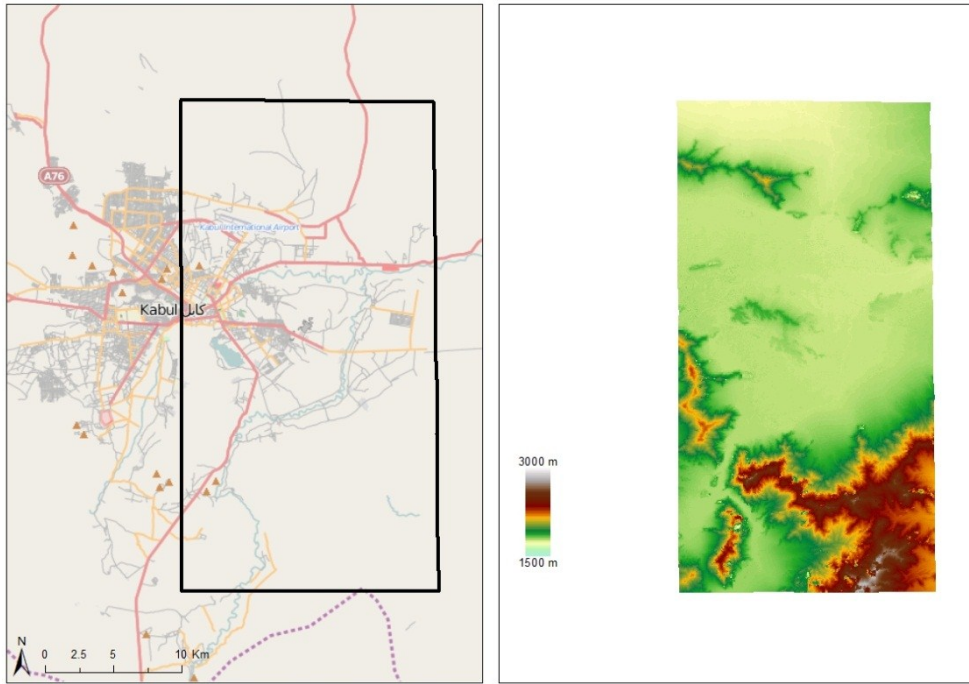 A76
Kabul International Airport
Kabul کابل
N
0 2.5 5 10 Km
3000 m
1500 m